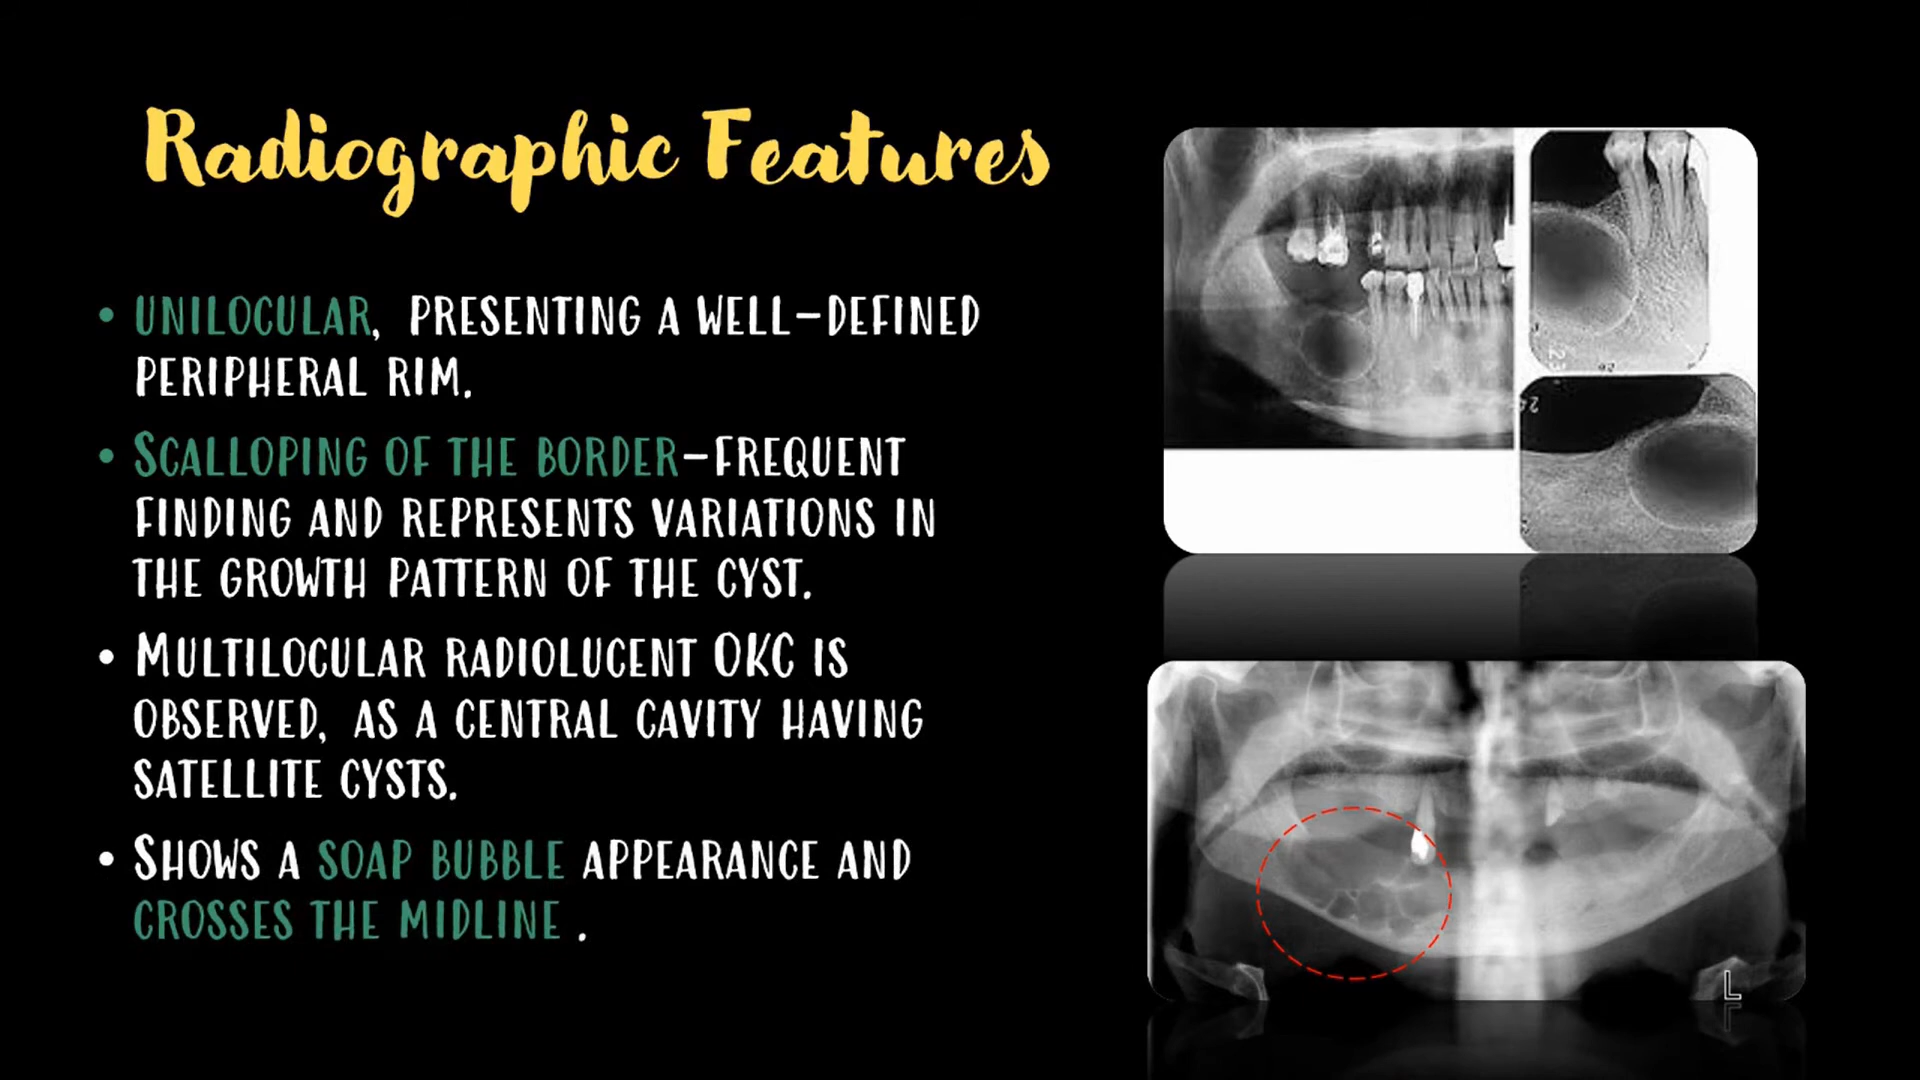 Radiographic Features
• UNILOCULAR, PRESENTING A WELL-DEFINED
PERIPHERAL RIM.
• SCALLOPING OF THE BORDER-FREQUENT
FINDING AND REPRESENTS VARIATIONS IN
THE GROWTH PATTERN OF THE CYST.
• MULTILOCULAR RADIOLUCENT OKC IS
OBSERVED, AS A CENTRAL CAVITY HAVING
SATELLITE CYSTS.
• SHOWS A SOAP BUBBLE APPEARANCE AND
CROSSES THE MIDLINE .
L